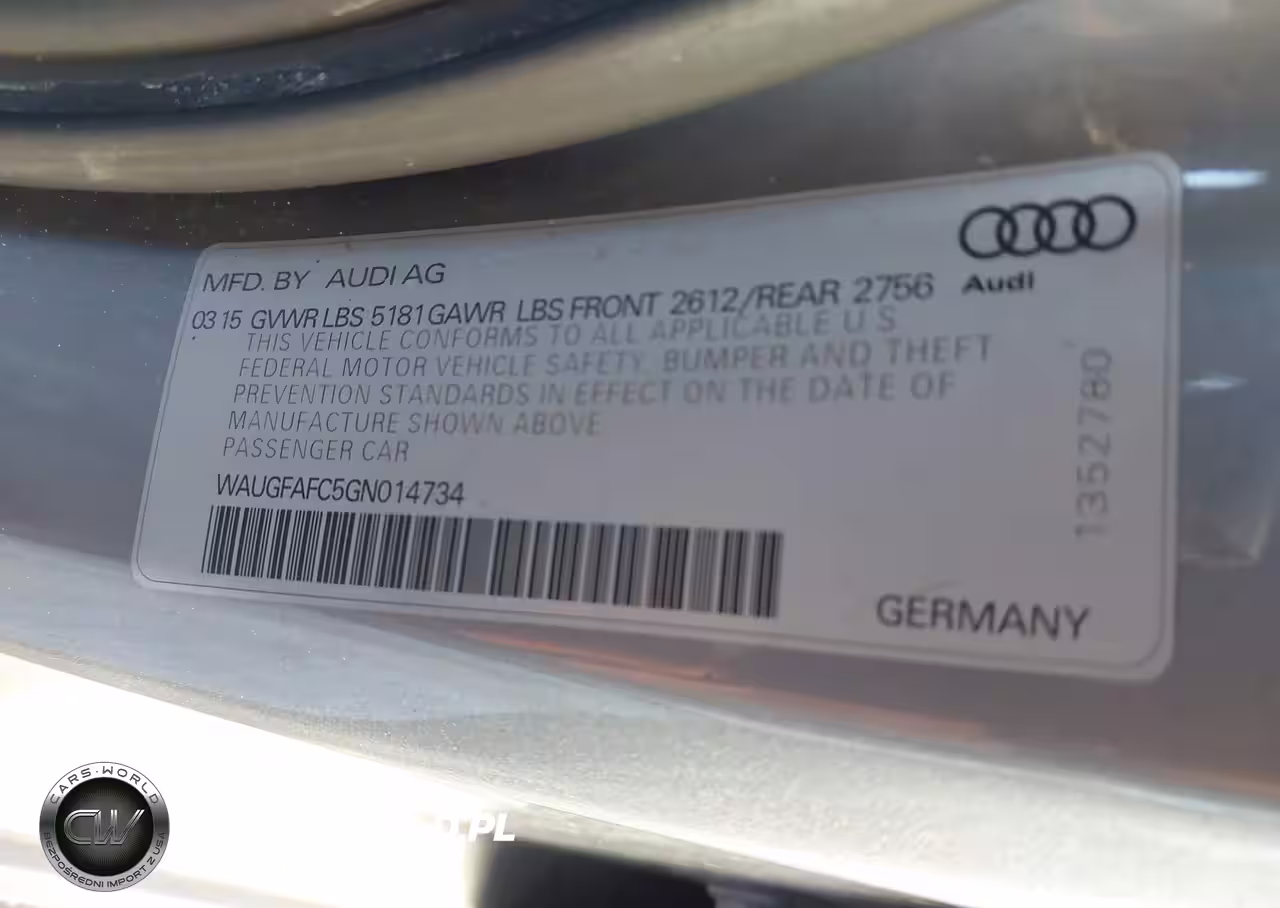 MFD. BY AUDI AG
Audi
03 15 GVWR LBS 5181 GAWR LBS FRONT 2612/REAR 2756
THIS VEHICLE CONFORMS TO ALL APPLICABLE U S
FEDERAL MOTOR VEHICLE SAFETY, BUMPER AND THEFT
PREVENTION STANDARDS IN EFFECT ON THE DATE OF
MANUFACTURE SHOWN ABOVE
PASSENGER CAR
WAUGFAFC5GN014734
1352780
GERMANY
CARS-WORLD
CW
BEZPOŚREDNI IMPORT Z USA
.PL